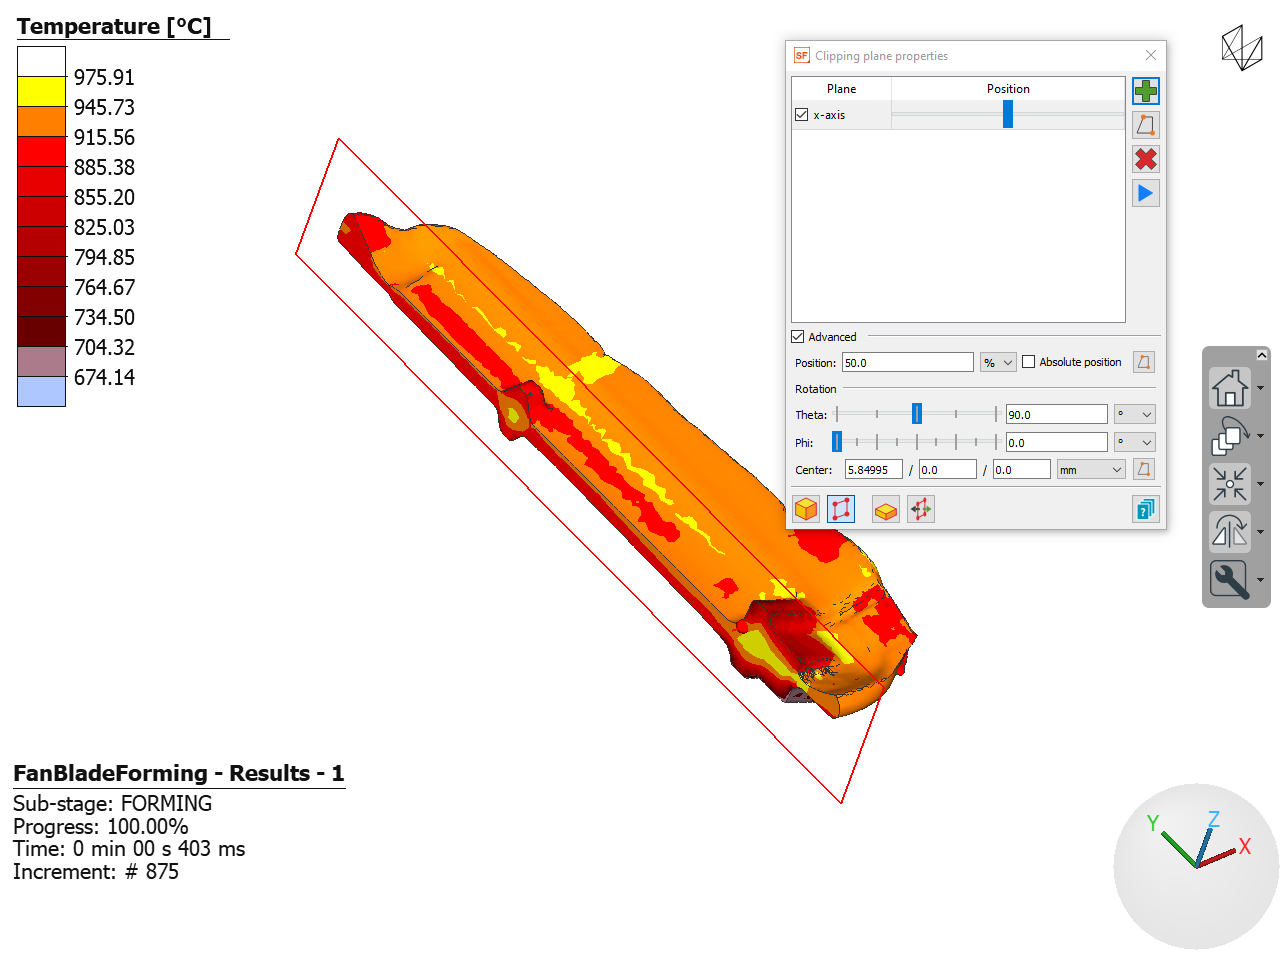 Temperature [°C]
975.91
945.73
915.56
885.38
855.20
825.03
794.85
764.67
734.50
704.32
674.14
SF Clipping plane properties
Plane Position
x-axis
Advanced
Position: 50.0 % Absolute position
Rotation
Theta: 90.0 °
Phi: 0.0 °
Center: 5.84995 / 0.0 / 0.0 mm
?
FanBladeForming - Results - 1
Sub-stage: FORMING
Progress: 100.00%
Time: 0 min 00 s 403 ms
Increment: # 875
Y Z X